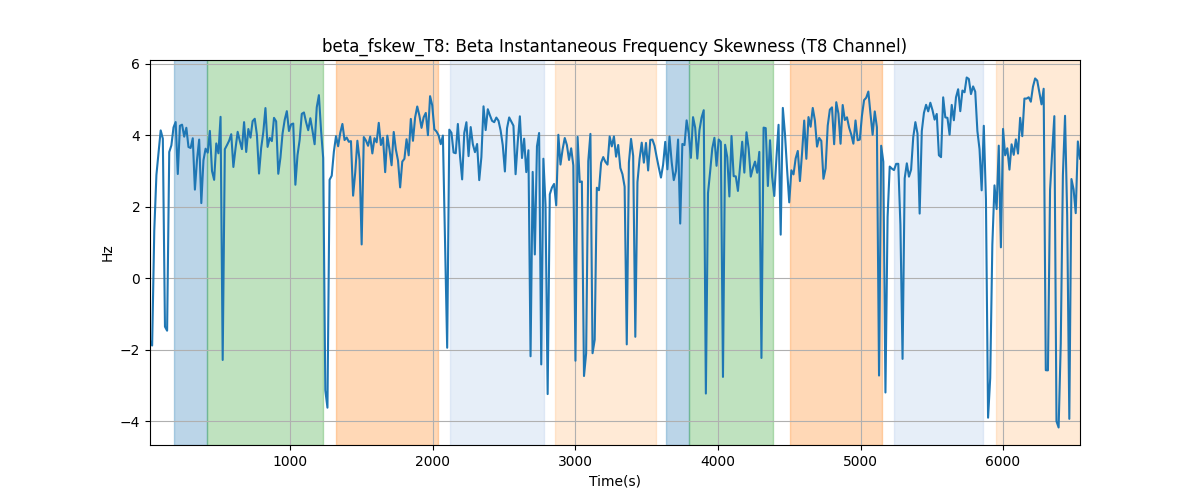 beta_fskew_T8: Beta Instantaneous Frequency Skewness (T8 Channel)
6
4
2
0
−2
−4
Hz
1000 2000 3000 4000 5000 6000
Time(s)